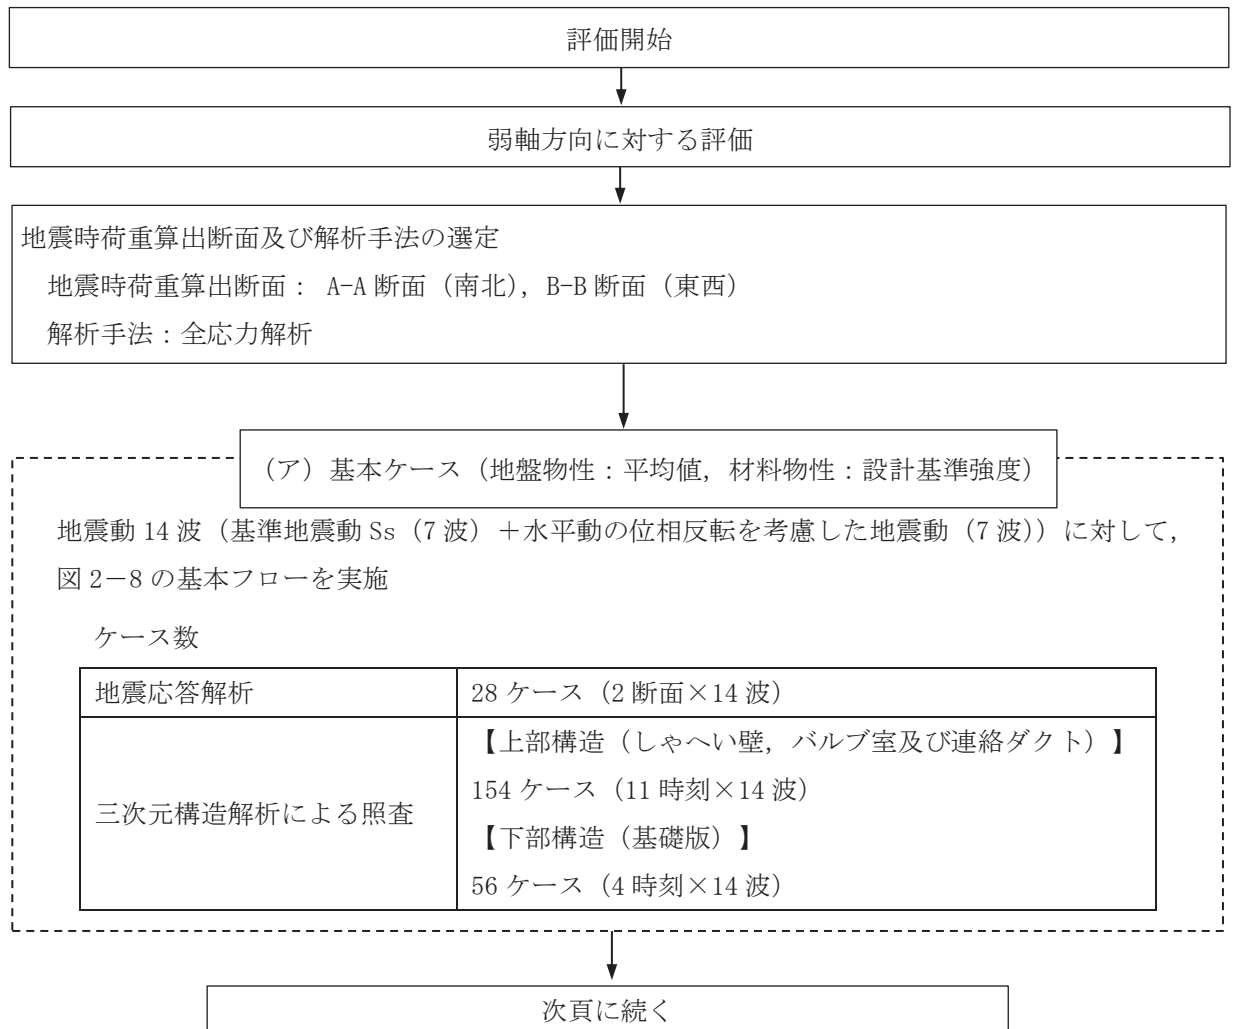 評価開始
弱軸方向に対する評価
地震時荷重算出断面及び解析手法の選定
地震時荷重算出断面： A-A 断面（南北），B-B 断面（東西）
解析手法：全応力解析
（ア）基本ケース（地盤物性：平均値，材料物性：設計基準強度）
地震動 14 波（基準地震動 Ss（7 波）＋水平動の位相反転を考慮した地震動（7 波））に対して，
図 2－8 の基本フローを実施
ケース数
地震応答解析
28 ケース（2 断面×14 波）
三次元構造解析による照査
【上部構造（しゃへい壁，バルブ室及び連絡ダクト）】
154 ケース（11 時刻×14 波）
【下部構造（基礎版）】
56 ケース（4 時刻×14 波）
次頁に続く